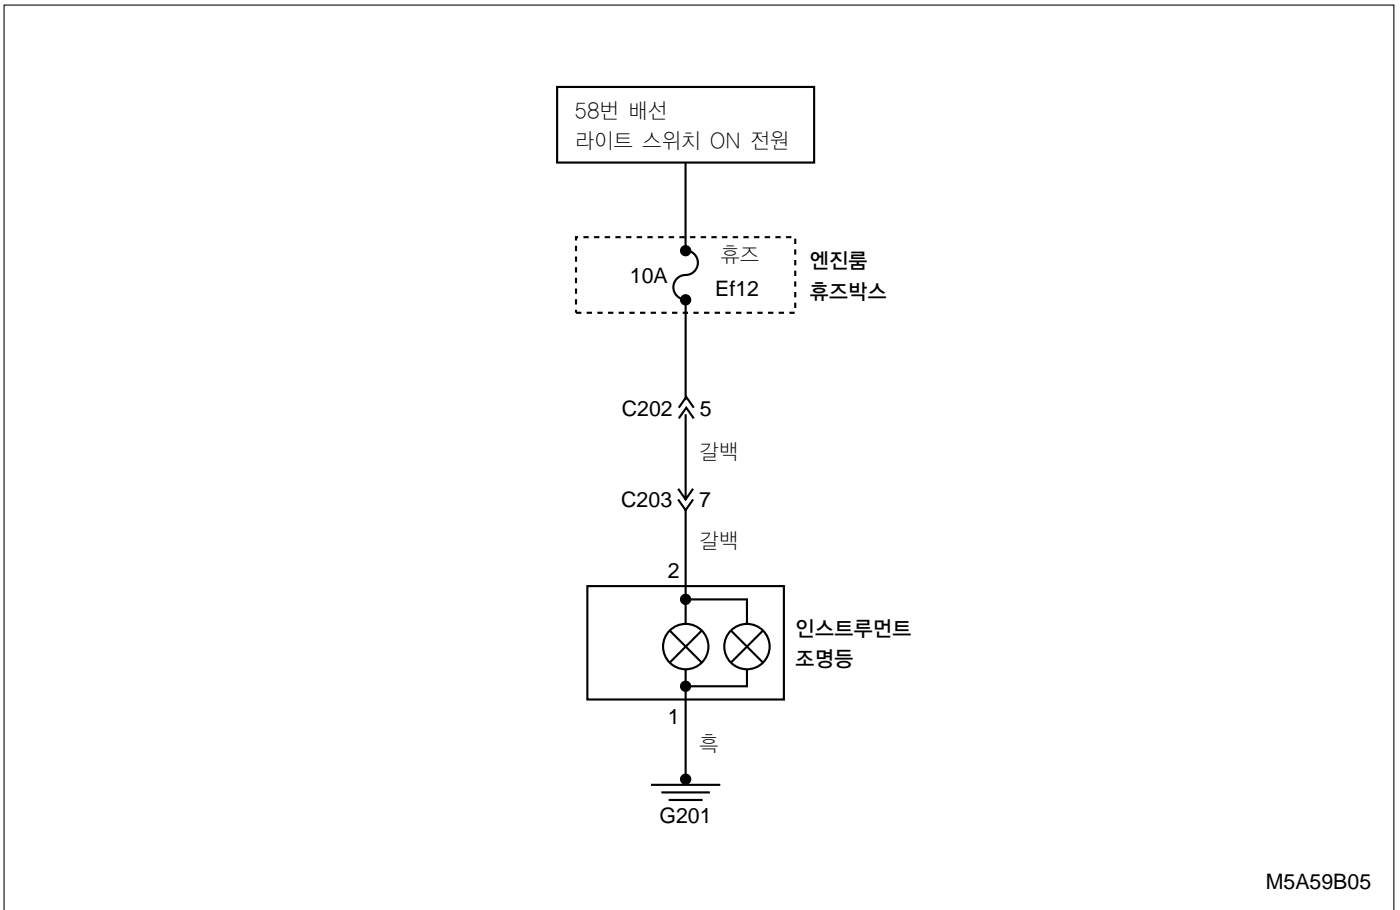 58번 배선
라이트 스위치 ON 전원
휴즈
10A
Ef12
엔진룸
휴즈박스
C202 5
갈백
C203 7
갈백
2
인스트루먼트
조명등
1
흑
G201
M5A59B05